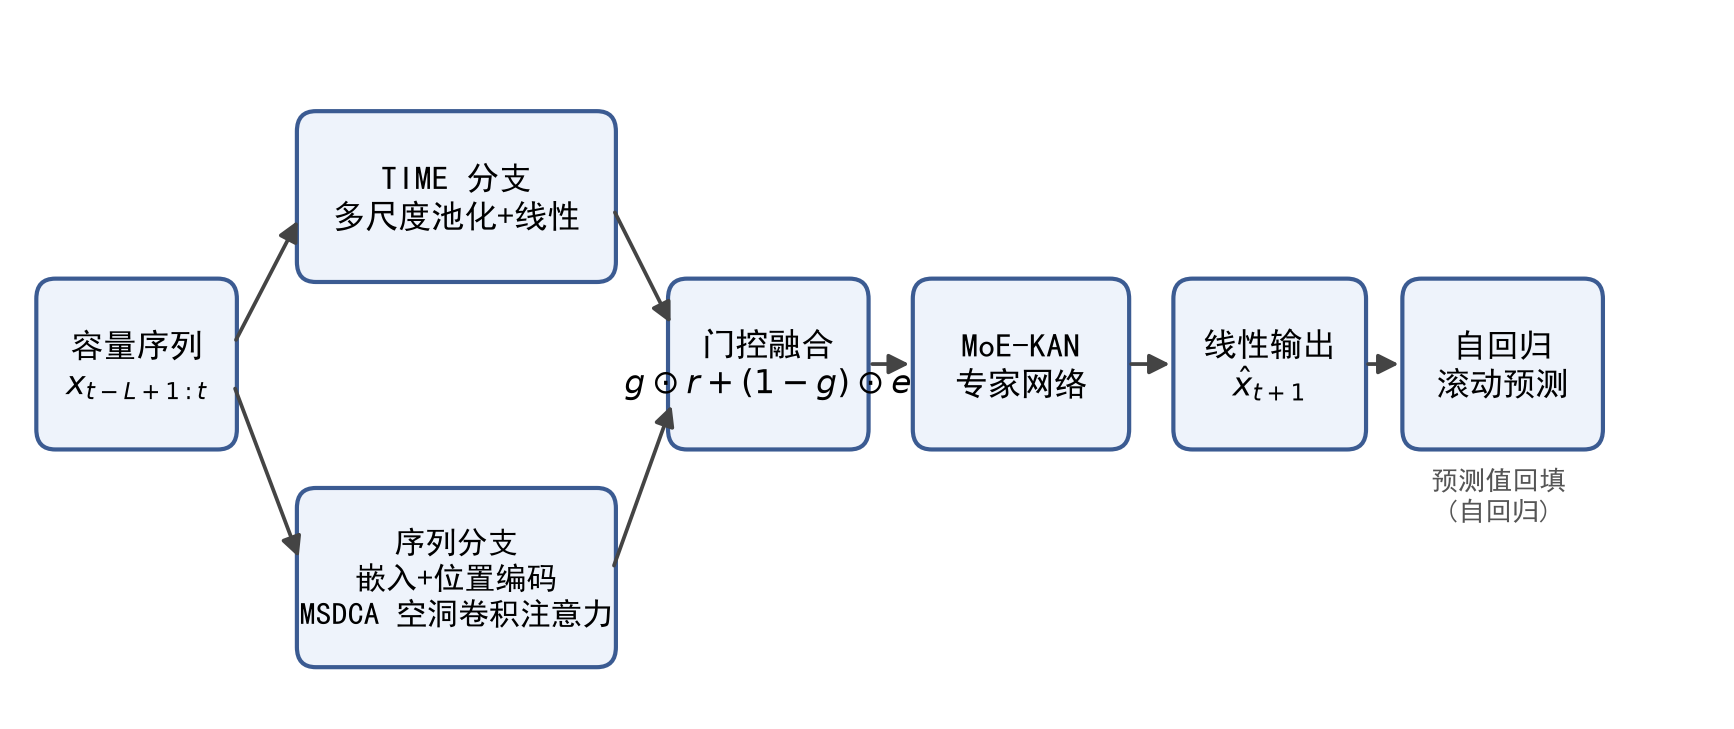 容量序列
x_{t-L+1:t}
TIME 分支
多尺度池化+线性
序列分支
嵌入+位置编码
MSDCA 空洞卷积注意力
门控融合
g⊙r+(1-g)⊙e
MoE-KAN
专家网络
线性输出
x̂_{t+1}
自回归
滚动预测
预测值回填
(自回归)